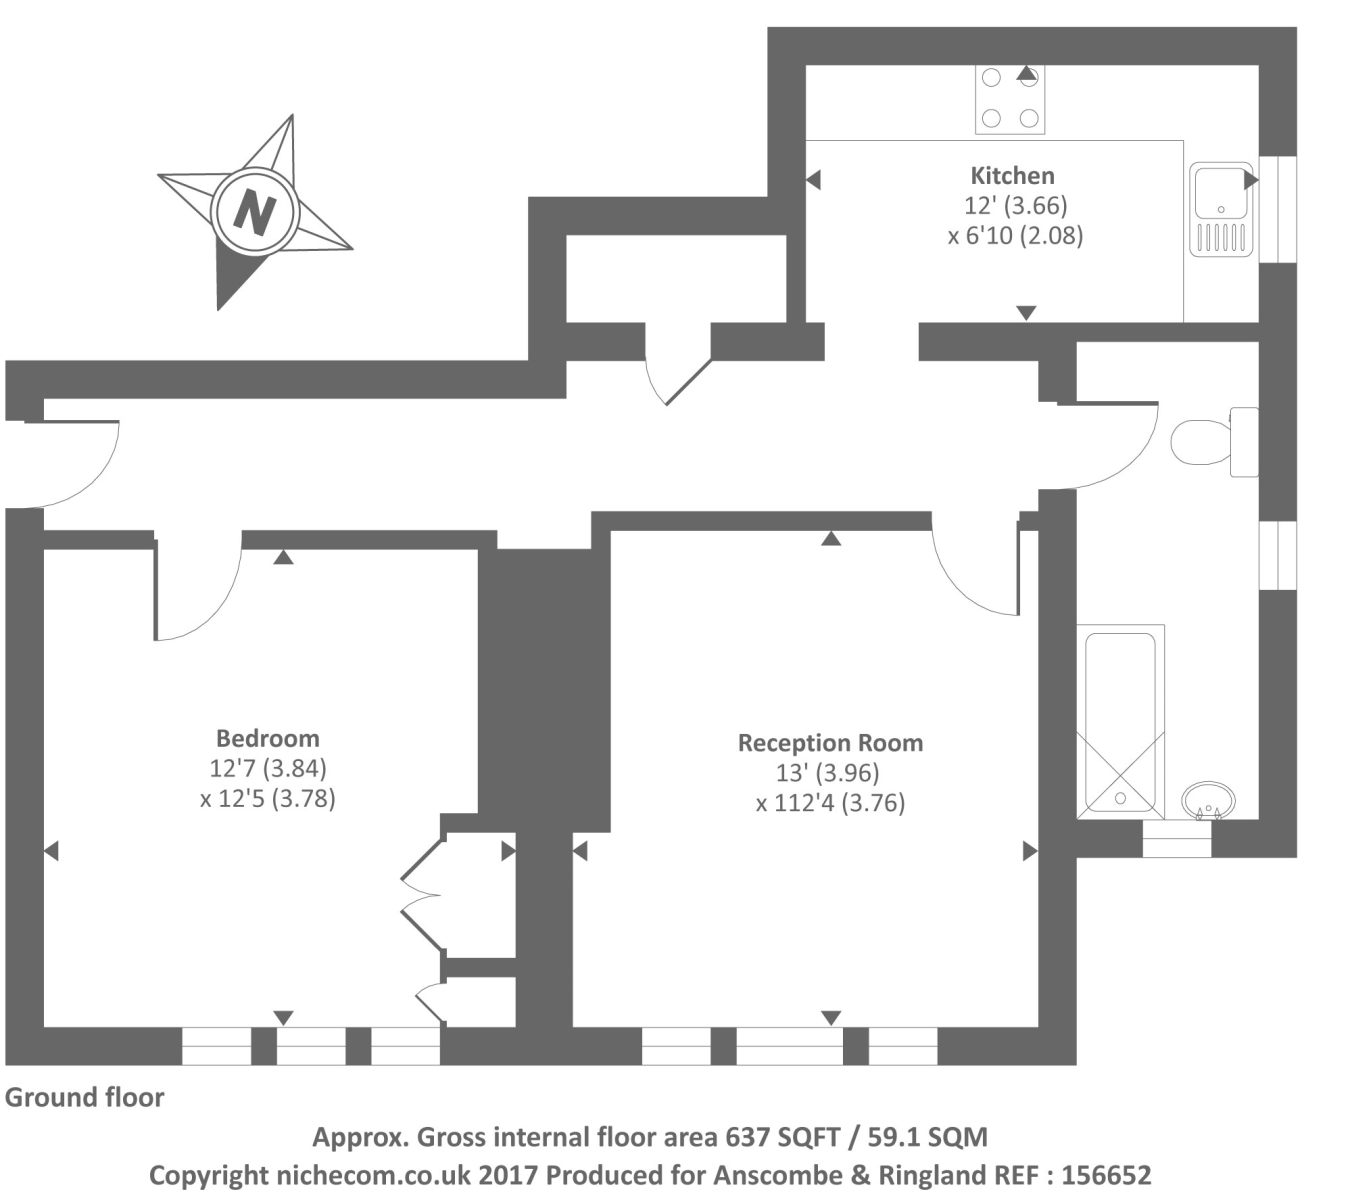 N
Kitchen
12' (3.66)
x 6'10 (2.08)
Bedroom
12'7 (3.84)
x 12'5 (3.78)
Reception Room
13' (3.96)
x 112'4 (3.76)
Ground floor
Approx. Gross internal floor area 637 SQFT / 59.1 SQM
Copyright nichecom.co.uk 2017 Produced for Anscombe & Ringland REF : 156652